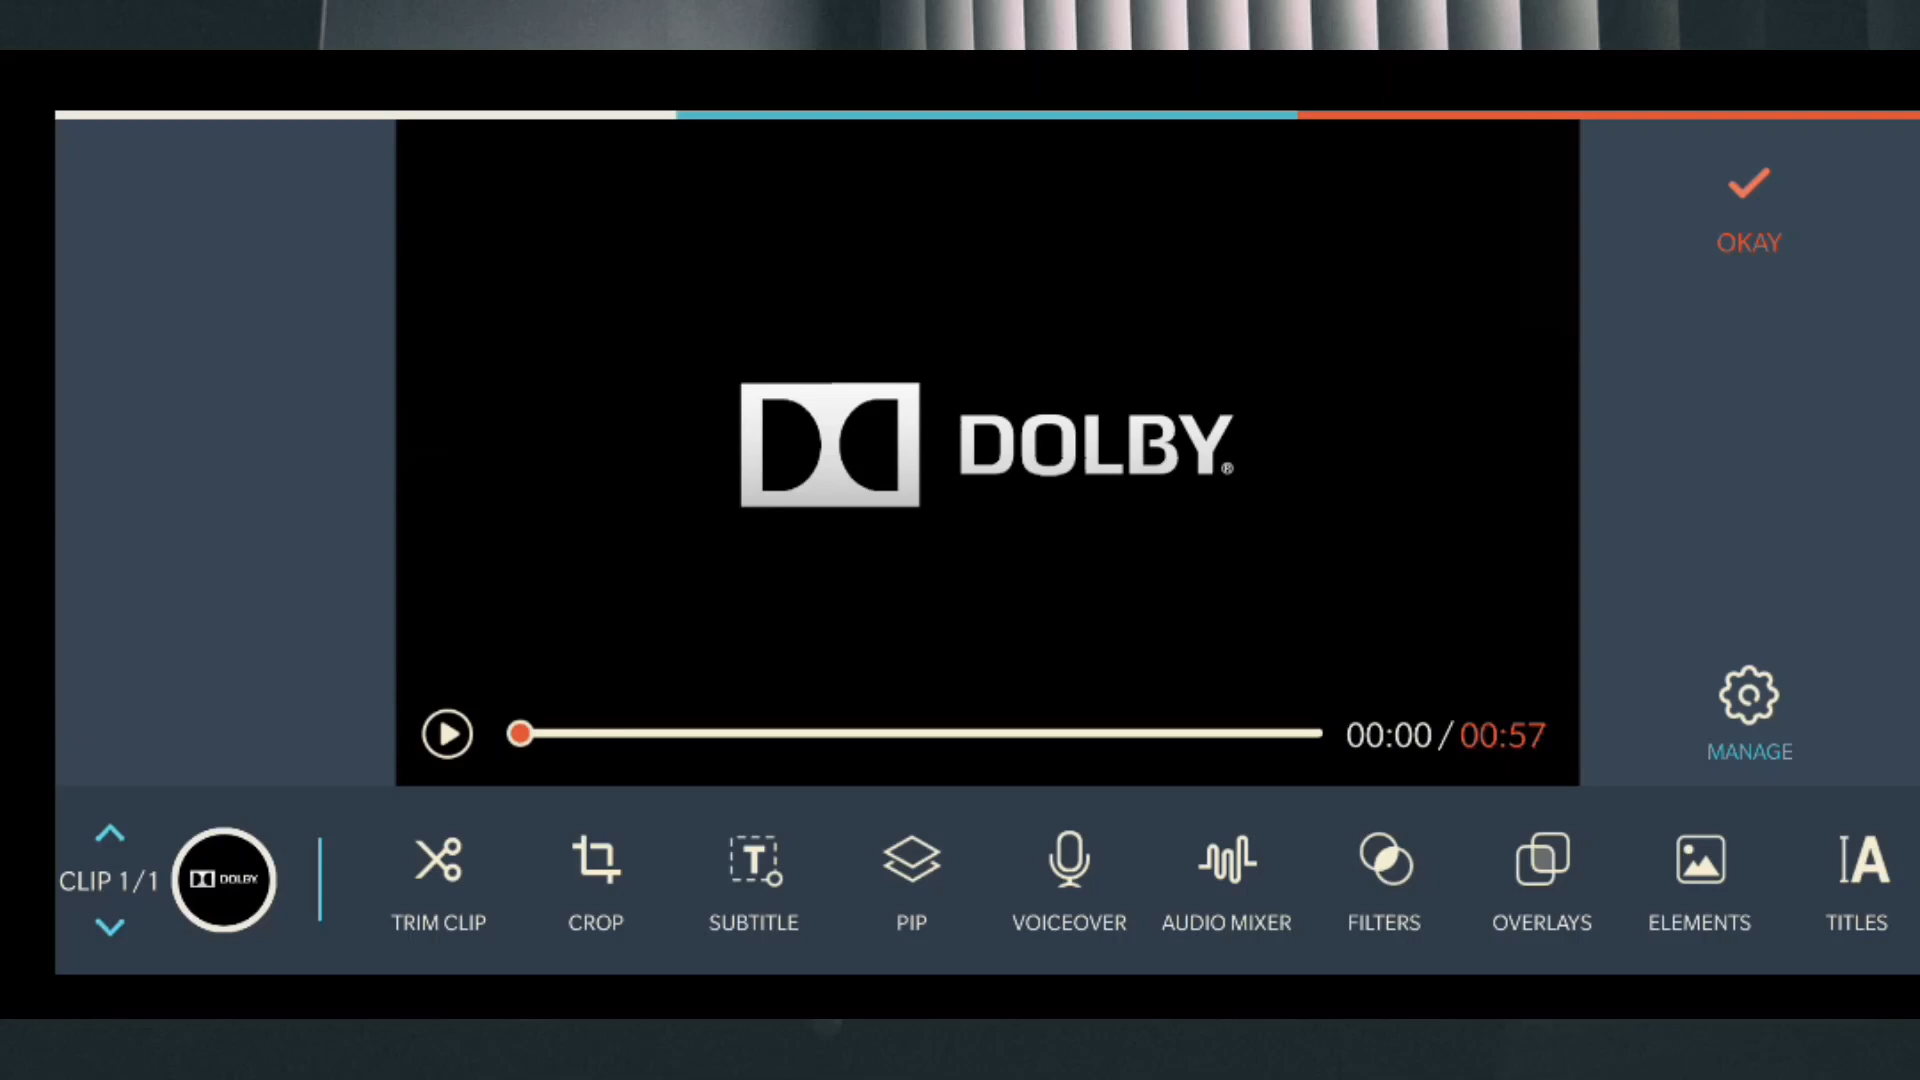 OKAY
DOLBY®
00:00 / 00:57
MANAGE
CLIP 1/1
DOLBY
TRIM CLIP
CROP
T
SUBTITLE
PIP
VOICEOVER
AUDIO MIXER
FILTERS
OVERLAYS
ELEMENTS
A
TITLES